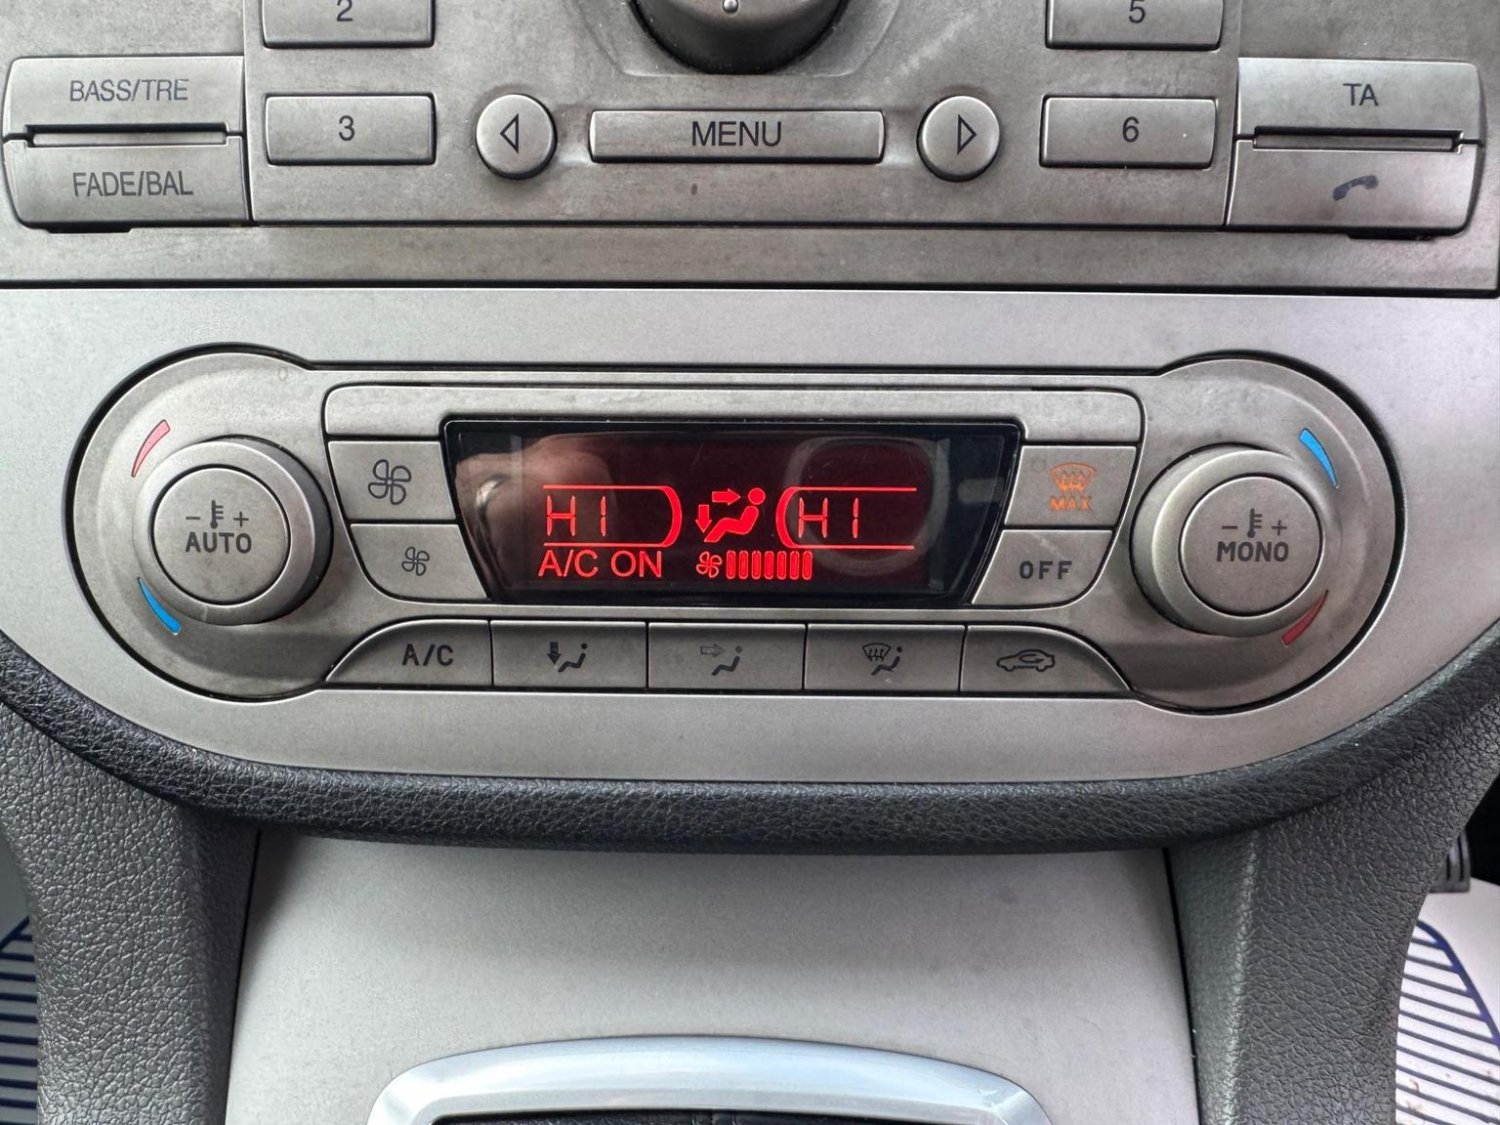 2
5
BASS/TRE
TA
3
MENU
6
FADE/BAL
MAX
HI
HI
- +
AUTO
- +
MONO
A/C ON
OFF
A/C